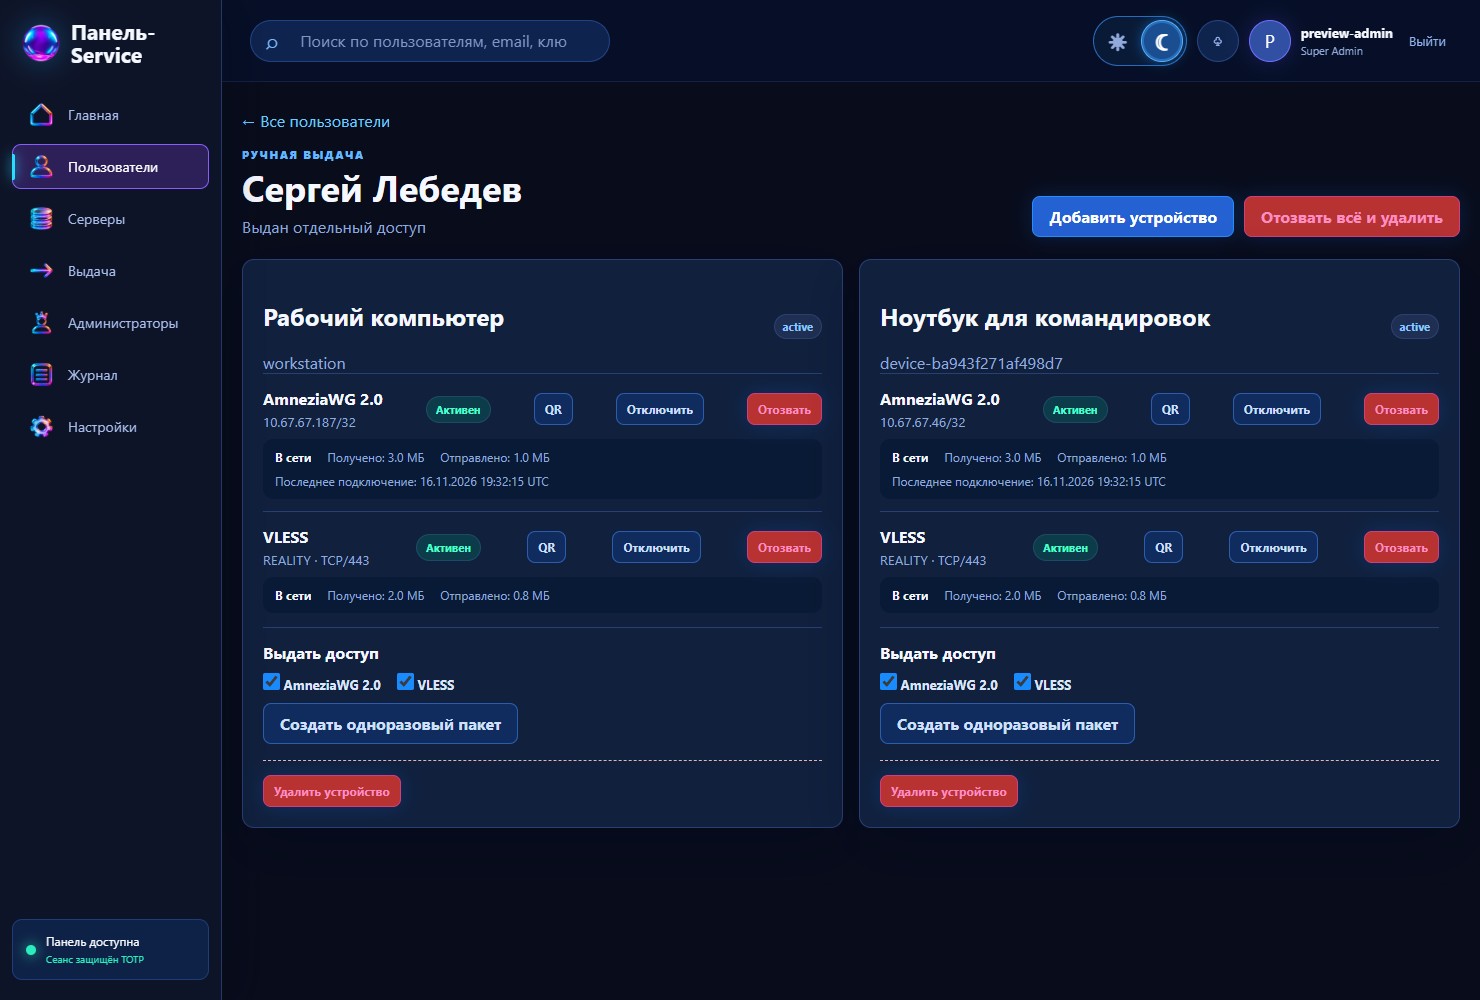 Панель-
Service
Поиск по пользователям, email, клю
P
preview-admin
Super Admin
Выйти
Главная
Пользователи
Серверы
Выдача
Администраторы
Журнал
Настройки
Панель доступна
Сеанс защищён TOTP
← Все пользователи
РУЧНАЯ ВЫДАЧА
Сергей Лебедев
Выдан отдельный доступ
Добавить устройство
Отозвать всё и удалить
Рабочий компьютер
active
workstation
AmneziaWG 2.0
10.67.67.187/32
Активен
QR
Отключить
Отозвать
В сети Получено: 3.0 МБ Отправлено: 1.0 МБ
Последнее подключение: 16.11.2026 19:32:15 UTC
VLESS
REALITY · TCP/443
Активен
QR
Отключить
Отозвать
В сети Получено: 2.0 МБ Отправлено: 0.8 МБ
Выдать доступ
AmneziaWG 2.0 VLESS
Создать одноразовый пакет
Удалить устройство
Ноутбук для командировок
active
device-ba943f271af498d7
AmneziaWG 2.0
10.67.67.46/32
Активен
QR
Отключить
Отозвать
В сети Получено: 3.0 МБ Отправлено: 1.0 МБ
Последнее подключение: 16.11.2026 19:32:15 UTC
VLESS
REALITY · TCP/443
Активен
QR
Отключить
Отозвать
В сети Получено: 2.0 МБ Отправлено: 0.8 МБ
Выдать доступ
AmneziaWG 2.0 VLESS
Создать одноразовый пакет
Удалить устройство